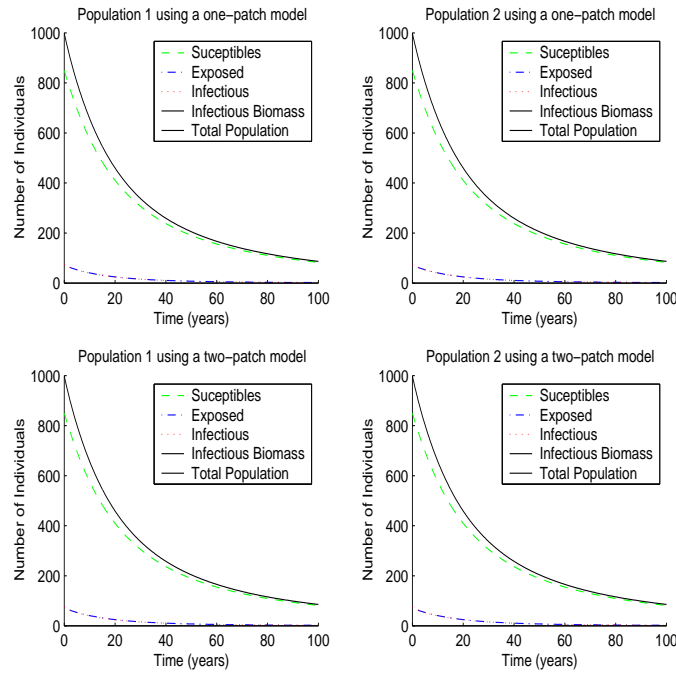 Population 1 using a one−patch model
Number of Individuals
1000
800
600
400
200
0
0 20 40 60 80 100
Time (years)
Suceptibles
Exposed
Infectious
Infectious Biomass
Total Population
Population 2 using a one−patch model
Number of Individuals
1000
800
600
400
200
0
0 20 40 60 80 100
Time (years)
Suceptibles
Exposed
Infectious
Infectious Biomass
Total Population
Population 1 using a two−patch model
Number of Individuals
1000
800
600
400
200
0
0 20 40 60 80 100
Time (years)
Suceptibles
Exposed
Infectious
Infectious Biomass
Total Population
Population 2 using a two−patch model
Number of Individuals
1000
800
600
400
200
0
0 20 40 60 80 100
Time (years)
Suceptibles
Exposed
Infectious
Infectious Biomass
Total Population